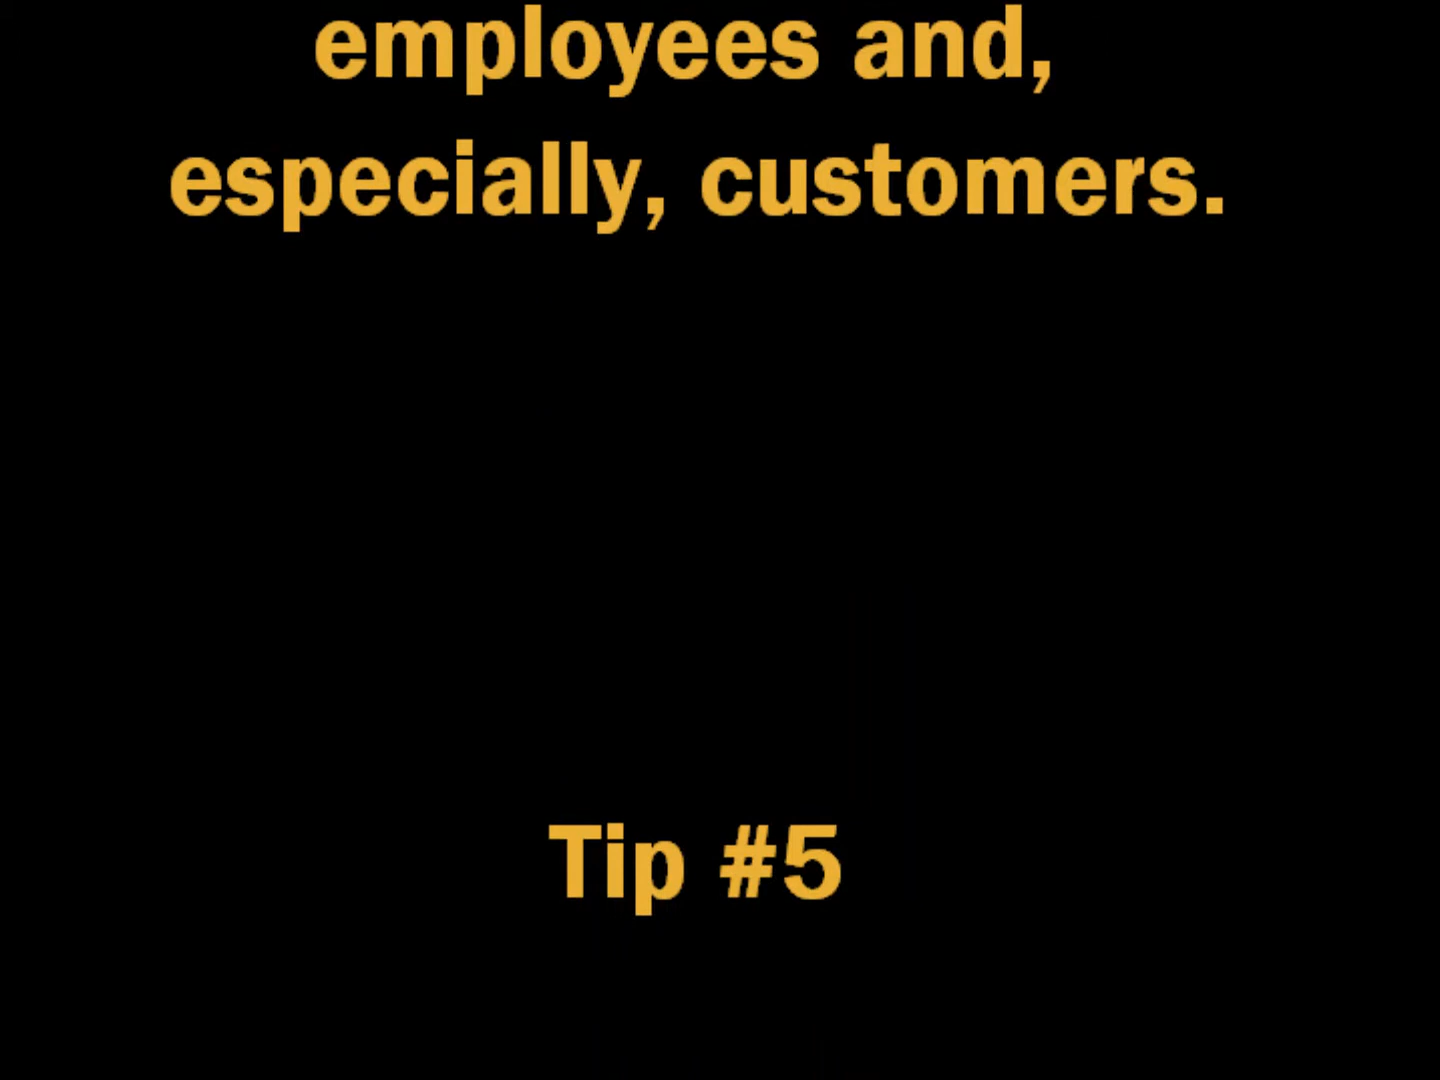 employees and,
especially, customers.
Tip #5